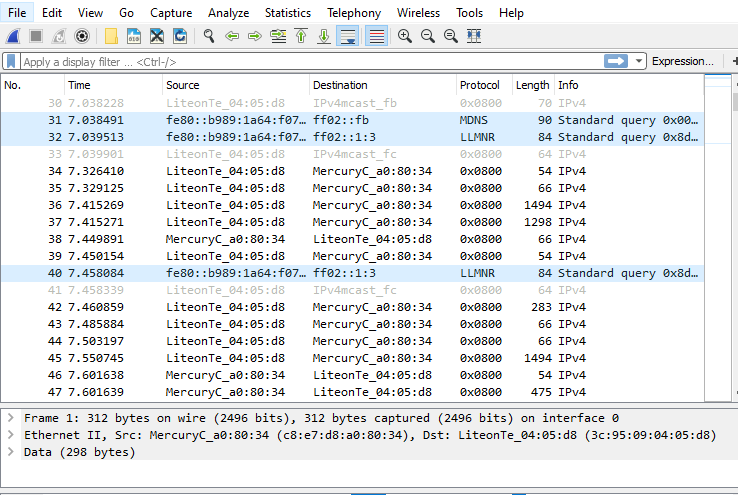 File Edit View Go Capture Analyze Statistics Telephony Wireless Tools Help
Apply a display filter ... <Ctrl-/> Expression... +
No. Time Source Destination Protocol Length Info
30 7.038228 LiteonTe_04:05:d8 IPv4mcast_fb 0x0800 70 IPv4
31 7.038491 fe80::b989:1a64:f07… ff02::fb MDNS 90 Standard query 0x00…
32 7.039513 fe80::b989:1a64:f07… ff02::1:3 LLMNR 84 Standard query 0x8d…
33 7.039901 LiteonTe_04:05:d8 IPv4mcast_fc 0x0800 64 IPv4
34 7.326410 LiteonTe_04:05:d8 MercuryC_a0:80:34 0x0800 54 IPv4
35 7.329125 LiteonTe_04:05:d8 MercuryC_a0:80:34 0x0800 66 IPv4
36 7.415269 LiteonTe_04:05:d8 MercuryC_a0:80:34 0x0800 1494 IPv4
37 7.415271 LiteonTe_04:05:d8 MercuryC_a0:80:34 0x0800 1298 IPv4
38 7.449891 MercuryC_a0:80:34 LiteonTe_04:05:d8 0x0800 66 IPv4
39 7.450154 LiteonTe_04:05:d8 MercuryC_a0:80:34 0x0800 54 IPv4
40 7.458084 fe80::b989:1a64:f07… ff02::1:3 LLMNR 84 Standard query 0x8d…
41 7.458339 LiteonTe_04:05:d8 IPv4mcast_fc 0x0800 64 IPv4
42 7.460859 LiteonTe_04:05:d8 MercuryC_a0:80:34 0x0800 283 IPv4
43 7.485884 LiteonTe_04:05:d8 MercuryC_a0:80:34 0x0800 66 IPv4
44 7.503197 MercuryC_a0:80:34 LiteonTe_04:05:d8 0x0800 66 IPv4
45 7.550745 LiteonTe_04:05:d8 MercuryC_a0:80:34 0x0800 1494 IPv4
46 7.601638 MercuryC_a0:80:34 LiteonTe_04:05:d8 0x0800 54 IPv4
47 7.601639 MercuryC_a0:80:34 LiteonTe_04:05:d8 0x0800 475 IPv4
Frame 1: 312 bytes on wire (2496 bits), 312 bytes captured (2496 bits) on interface 0
Ethernet II, Src: MercuryC_a0:80:34 (c8:e7:d8:a0:80:34), Dst: LiteonTe_04:05:d8 (3c:95:09:04:05:d8)
Data (298 bytes)